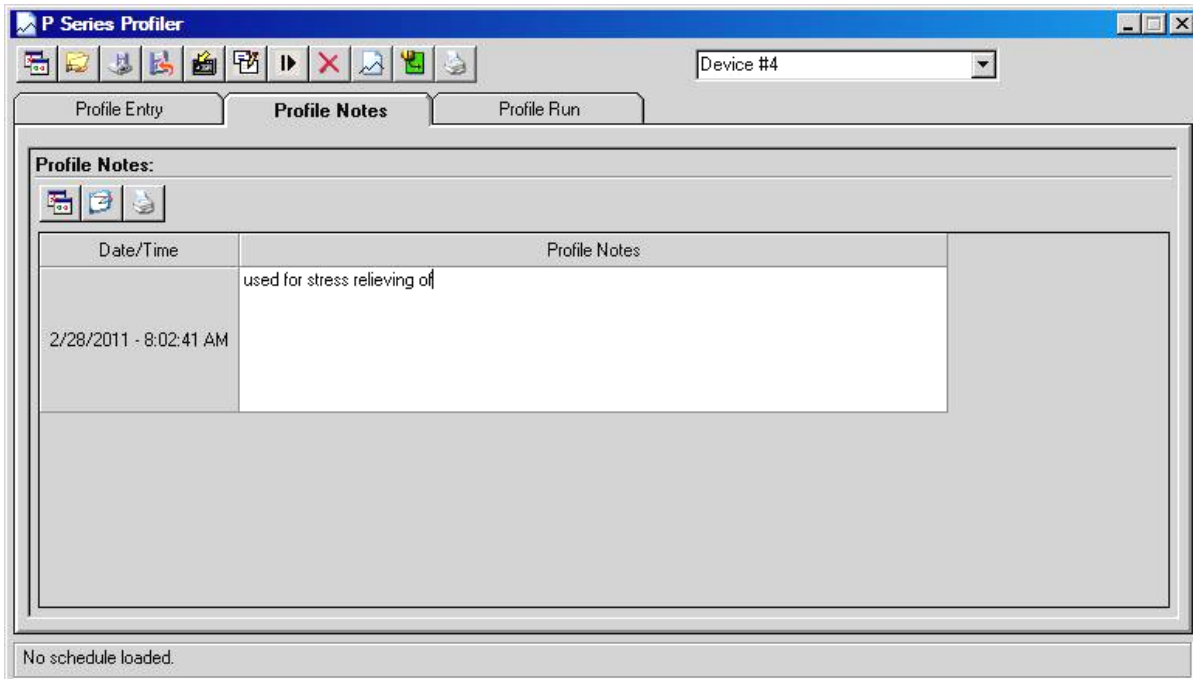 P Series Profiler
Device #4
Profile Entry
Profile Notes
Profile Run
Profile Notes:
Date/Time
Profile Notes
used for stress relieving of
2/28/2011 - 8:02:41 AM
No schedule loaded.